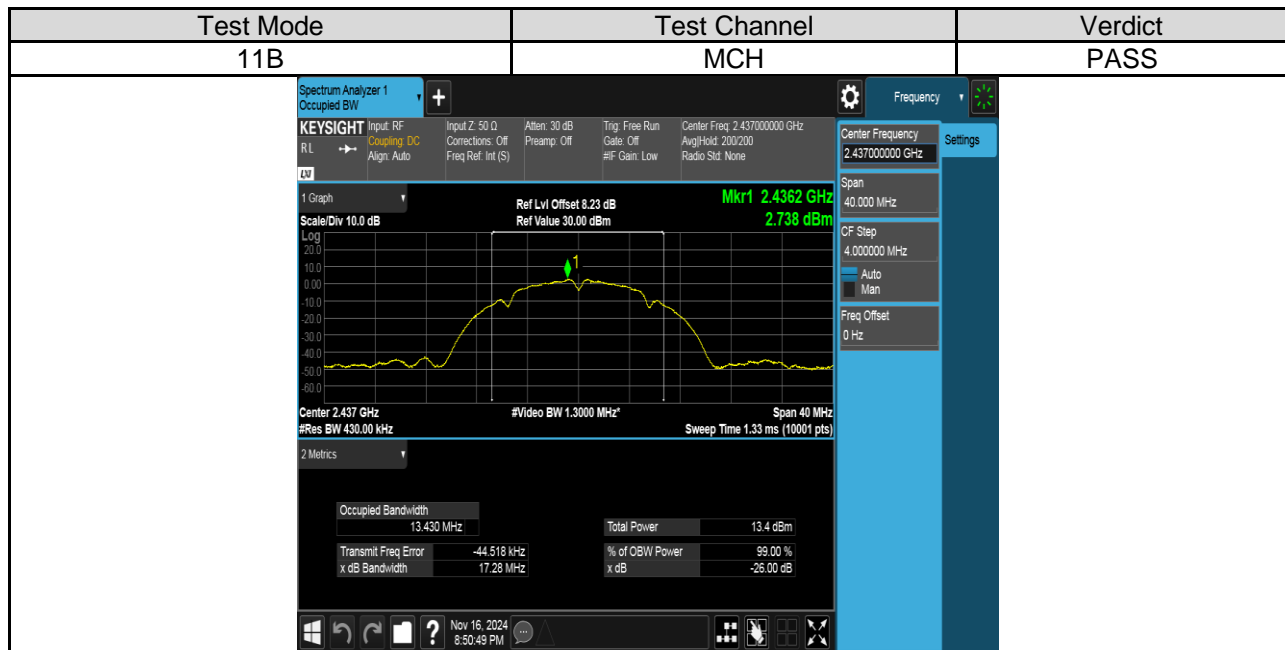 Test Mode Test Channel Verdict
11B MCH PASS
Spectrum Analyzer 1
Occupied BW
+
Frequency
KEYSIGHT Input: RF Input Z: 50 Ω Atten: 30 dB Trig: Free Run Center Freq: 2.437000000 GHz
RL Coupling: DC Corrections: Off Preamp: Off Gate: Off Avg|Hold: 200/200
Align: Auto Freq Ref: Int (S) #IF Gain: Low Radio Std: None
LXI
Center Frequency
2.437000000 GHz
Settings
Span
40.000 MHz
CF Step
4.000000 MHz
Auto
Man
Freq Offset
0 Hz
1 Graph Ref Lvl Offset 8.23 dB Mkr1 2.4362 GHz
Scale/Div 10.0 dB Ref Value 30.00 dBm 2.738 dBm
Log
20.0
10.0
1
0.00
-10.0
-20.0
-30.0
-40.0
-50.0
-60.0
Center 2.437 GHz #Video BW 1.3000 MHz* Span 40 MHz
#Res BW 430.00 kHz Sweep Time 1.33 ms (10001 pts)
2 Metrics
Occupied Bandwidth
13.430 MHz Total Power 13.4 dBm
Transmit Freq Error -44.518 kHz % of OBW Power 99.00 %
x dB Bandwidth 17.28 MHz x dB -26.00 dB
? Nov 16, 2024
8:50:49 PM